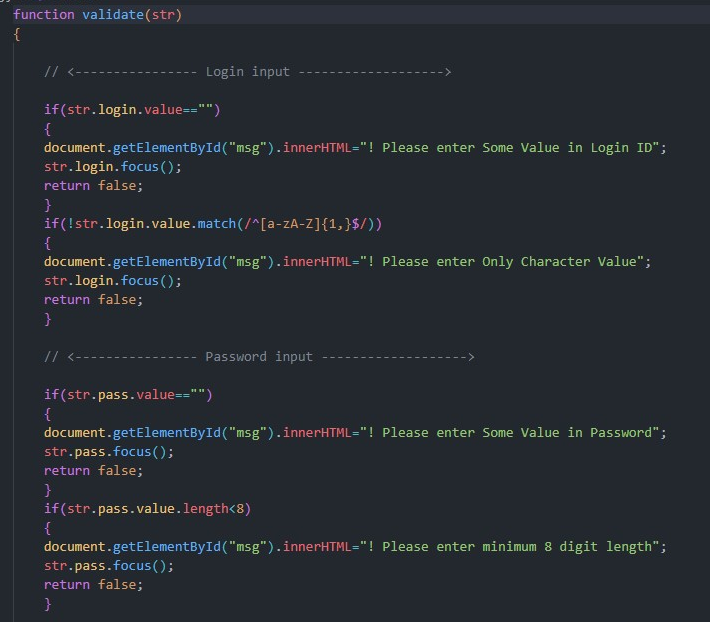 function validate(str)
{
// <---------------- Login input ------------------->
if(str.login.value=="")
{
document.getElementById("msg").innerHTML="! Please enter Some Value in Login ID";
str.login.focus();
return false;
}
if(!str.login.value.match(/^[a-zA-Z]{1,}$/))
{
document.getElementById("msg").innerHTML="! Please enter Only Character Value";
str.login.focus();
return false;
}
// <---------------- Password input ------------------->
if(str.pass.value=="")
{
document.getElementById("msg").innerHTML="! Please enter Some Value in Password";
str.pass.focus();
return false;
}
if(str.pass.value.length<8)
{
document.getElementById("msg").innerHTML="! Please enter minimum 8 digit length";
str.pass.focus();
return false;
}